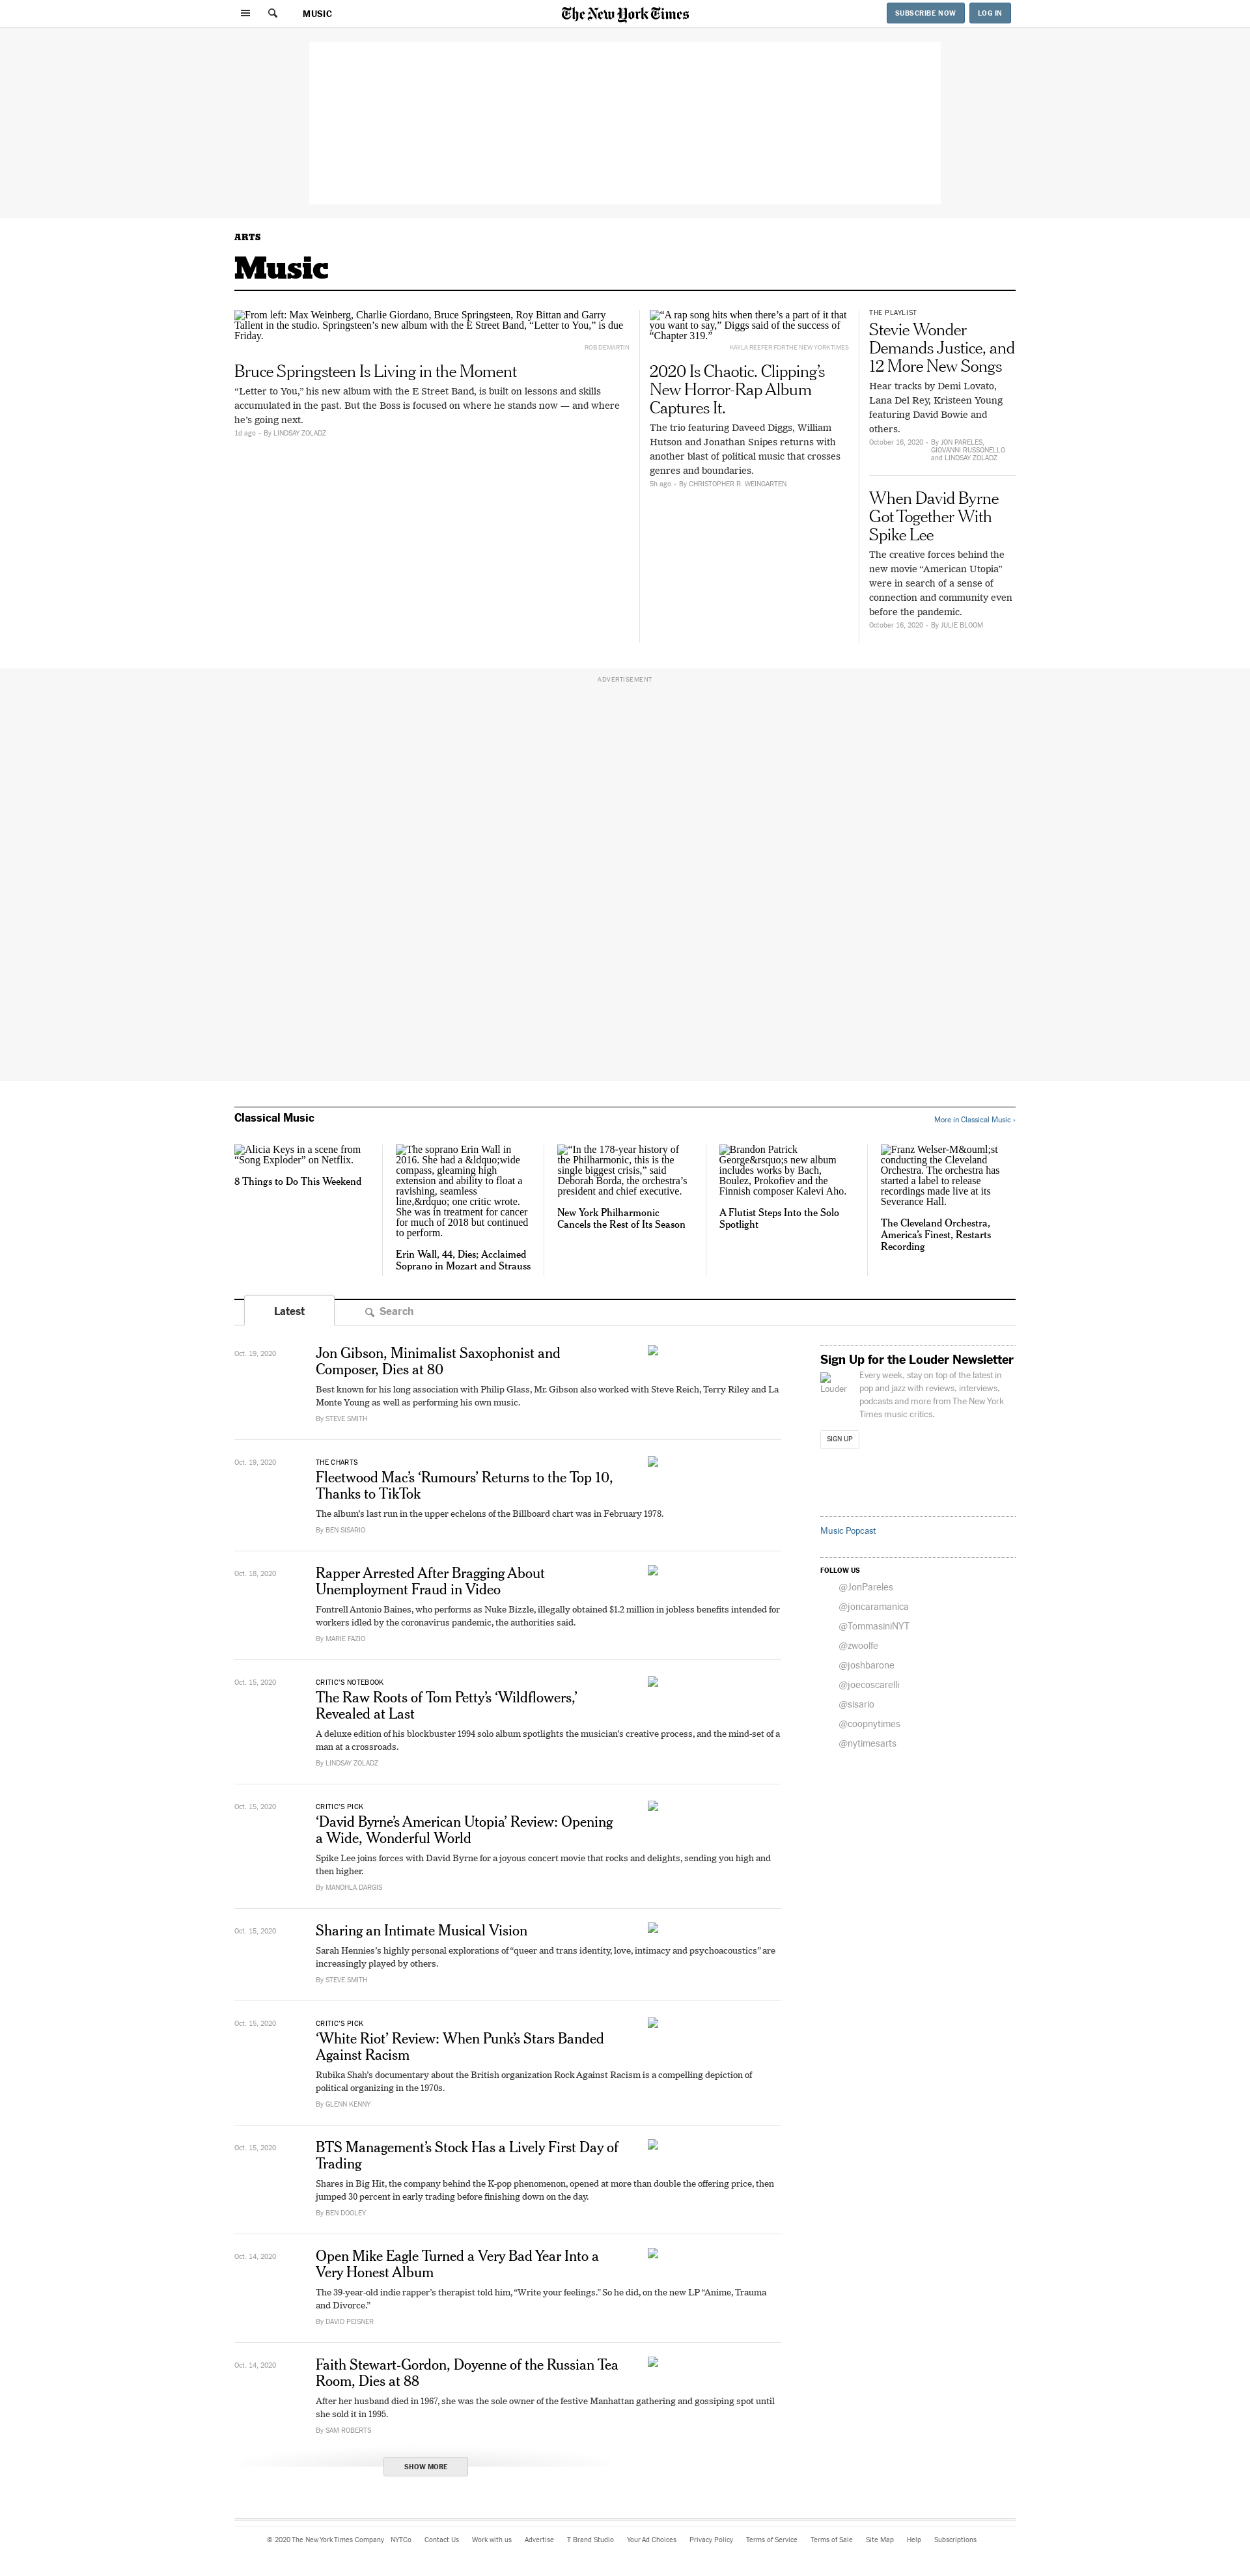 MUSIC
The New York Times
SUBSCRIBE NOW
LOG IN
ARTS
Music
From left: Max Weinberg, Charlie Giordano, Bruce Springsteen, Roy Bittan and Garry
Tallent in the studio. Springsteen’s new album with the E Street Band, “Letter to You,” is due
Friday.
ROB DEMARTIN
Bruce Springsteen Is Living in the Moment
“Letter to You,” his new album with the E Street Band, is built on lessons and skills
accumulated in the past. But the Boss is focused on where he stands now — and where
he’s going next.
1d ago - By LINDSAY ZOLADZ
“A rap song hits when there’s a part of it that
you want to say,” Diggs said of the success of
“Chapter 319.”
KAYLA REEFER FOR THE NEW YORK TIMES
2020 Is Chaotic. Clipping’s
New Horror-Rap Album
Captures It.
The trio featuring Daveed Diggs, William
Hutson and Jonathan Snipes returns with
another blast of political music that crosses
genres and boundaries.
5h ago - By CHRISTOPHER R. WEINGARTEN
THE PLAYLIST
Stevie Wonder
Demands Justice, and
12 More New Songs
Hear tracks by Demi Lovato,
Lana Del Rey, Kristeen Young
featuring David Bowie and
others.
October 16, 2020 - By JON PARELES,
GIOVANNI RUSSONELLO
and LINDSAY ZOLADZ
When David Byrne
Got Together With
Spike Lee
The creative forces behind the
new movie “American Utopia”
were in search of a sense of
connection and community even
before the pandemic.
October 16, 2020 - By JULIE BLOOM
ADVERTISEMENT
Classical Music
More in Classical Music ›
Alicia Keys in a scene from
“Song Exploder” on Netflix.
8 Things to Do This Weekend
The soprano Erin Wall in
2016. She had a &ldquo;wide
compass, gleaming high
extension and ability to float a
ravishing, seamless
line,&rdquo; one critic wrote.
She was in treatment for cancer
for much of 2018 but continued
to perform.
Erin Wall, 44, Dies; Acclaimed
Soprano in Mozart and Strauss
“In the 178-year history of
the Philharmonic, this is the
single biggest crisis,” said
Deborah Borda, the orchestra’s
president and chief executive.
New York Philharmonic
Cancels the Rest of Its Season
Brandon Patrick
George&rsquo;s new album
includes works by Bach,
Boulez, Prokofiev and the
Finnish composer Kalevi Aho.
A Flutist Steps Into the Solo
Spotlight
Franz Welser-M&ouml;st
conducting the Cleveland
Orchestra. The orchestra has
started a label to release
recordings made live at its
Severance Hall.
The Cleveland Orchestra,
America’s Finest, Restarts
Recording
Latest
Search
Oct. 19, 2020
Jon Gibson, Minimalist Saxophonist and
Composer, Dies at 80
Best known for his long association with Philip Glass, Mr. Gibson also worked with Steve Reich, Terry Riley and La
Monte Young as well as performing his own music.
By STEVE SMITH
Oct. 19, 2020
THE CHARTS
Fleetwood Mac’s ‘Rumours’ Returns to the Top 10,
Thanks to TikTok
The album’s last run in the upper echelons of the Billboard chart was in February 1978.
By BEN SISARIO
Oct. 18, 2020
Rapper Arrested After Bragging About
Unemployment Fraud in Video
Fontrell Antonio Baines, who performs as Nuke Bizzle, illegally obtained $1.2 million in jobless benefits intended for
workers idled by the coronavirus pandemic, the authorities said.
By MARIE FAZIO
Oct. 15, 2020
CRITIC’S NOTEBOOK
The Raw Roots of Tom Petty’s ‘Wildflowers,’
Revealed at Last
A deluxe edition of his blockbuster 1994 solo album spotlights the musician’s creative process, and the mind-set of a
man at a crossroads.
By LINDSAY ZOLADZ
Oct. 15, 2020
CRITIC’S PICK
‘David Byrne’s American Utopia’ Review: Opening
a Wide, Wonderful World
Spike Lee joins forces with David Byrne for a joyous concert movie that rocks and delights, sending you high and
then higher.
By MANOHLA DARGIS
Oct. 15, 2020
Sharing an Intimate Musical Vision
Sarah Hennies’s highly personal explorations of “queer and trans identity, love, intimacy and psychoacoustics” are
increasingly played by others.
By STEVE SMITH
Oct. 15, 2020
CRITIC’S PICK
‘White Riot’ Review: When Punk’s Stars Banded
Against Racism
Rubika Shah’s documentary about the British organization Rock Against Racism is a compelling depiction of
political organizing in the 1970s.
By GLENN KENNY
Oct. 15, 2020
BTS Management’s Stock Has a Lively First Day of
Trading
Shares in Big Hit, the company behind the K-pop phenomenon, opened at more than double the offering price, then
jumped 30 percent in early trading before finishing down on the day.
By BEN DOOLEY
Oct. 14, 2020
Open Mike Eagle Turned a Very Bad Year Into a
Very Honest Album
The 39-year-old indie rapper’s therapist told him, “Write your feelings.” So he did, on the new LP “Anime, Trauma
and Divorce.”
By DAVID PEISNER
Oct. 14, 2020
Faith Stewart-Gordon, Doyenne of the Russian Tea
Room, Dies at 88
After her husband died in 1967, she was the sole owner of the festive Manhattan gathering and gossiping spot until
she sold it in 1995.
By SAM ROBERTS
SHOW MORE
Sign Up for the Louder Newsletter
Louder
Every week, stay on top of the latest in
pop and jazz with reviews, interviews,
podcasts and more from The New York
Times music critics.
SIGN UP
Music Popcast
FOLLOW US
@JonPareles
@joncaramanica
@TommasiniNYT
@zwoolfe
@joshbarone
@joecoscarelli
@sisario
@coopnytimes
@nytimesarts
© 2020 The New York Times Company NYTCo Contact Us Work with us Advertise T Brand Studio Your Ad Choices Privacy Policy Terms of Service Terms of Sale Site Map Help Subscriptions